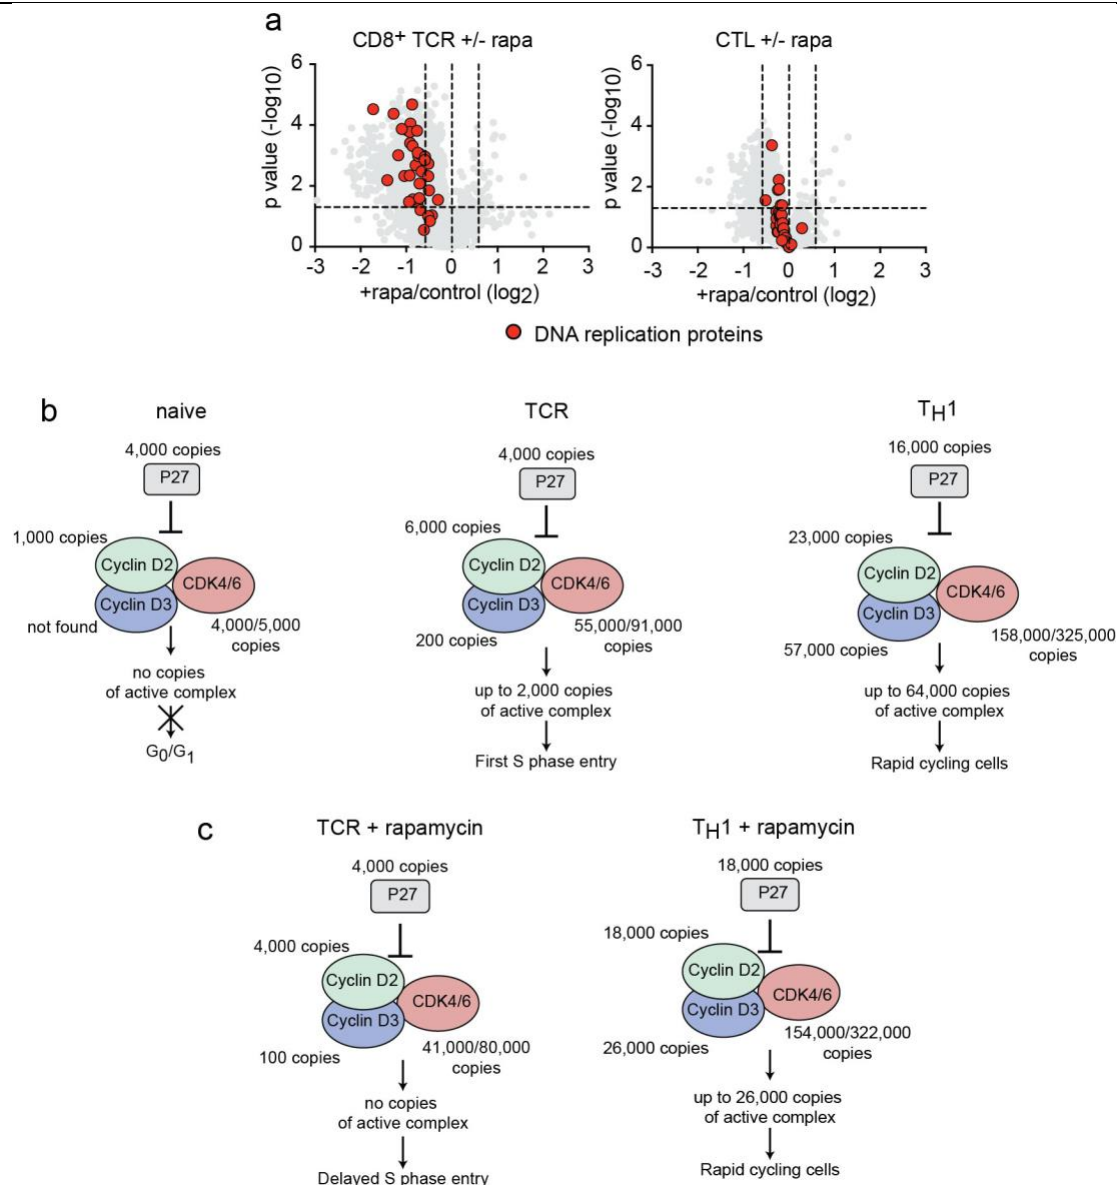 a
CD8+ TCR +/- rapa
CTL +/- rapa
p value (-log10)
6
4
2
0
-3 -2 -1 0 1 2 3
+rapa/control (log2)
p value (-log10)
6
4
2
0
-3 -2 -1 0 1 2 3
+rapa/control (log2)
DNA replication proteins
b
naive
4,000 copies
P27
1,000 copies
Cyclin D2
CDK4/6
Cyclin D3
not found
4,000/5,000
copies
no copies
of active complex
G0/G1
TCR
4,000 copies
P27
6,000 copies
Cyclin D2
CDK4/6
Cyclin D3
200 copies
55,000/91,000
copies
up to 2,000 copies
of active complex
First S phase entry
TH1
16,000 copies
P27
23,000 copies
Cyclin D2
CDK4/6
Cyclin D3
57,000 copies
158,000/325,000
copies
up to 64,000 copies
of active complex
Rapid cycling cells
c
TCR + rapamycin
4,000 copies
P27
4,000 copies
Cyclin D2
CDK4/6
Cyclin D3
100 copies
41,000/80,000
copies
no copies
of active complex
Delayed S phase entry
TH1 + rapamycin
18,000 copies
P27
18,000 copies
Cyclin D2
CDK4/6
Cyclin D3
26,000 copies
154,000/322,000
copies
up to 26,000 copies
of active complex
Rapid cycling cells